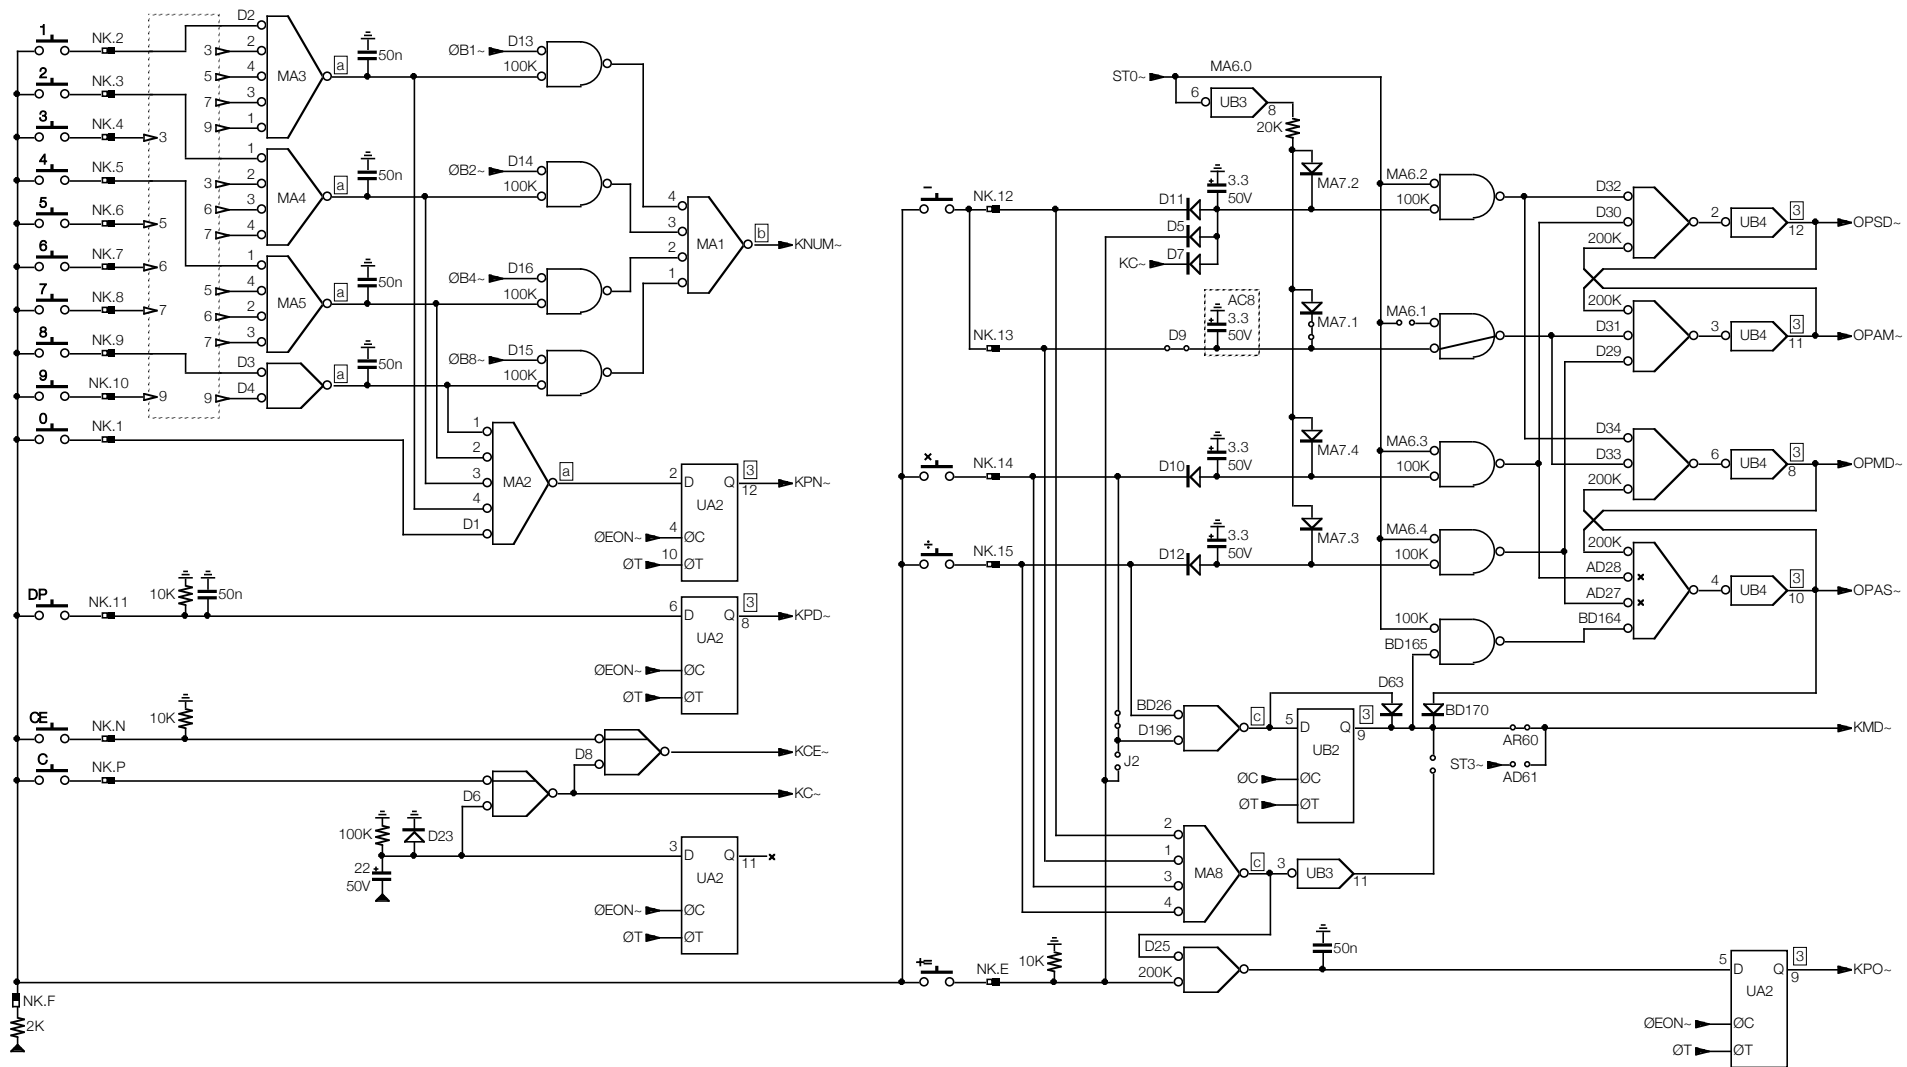 1
NK.2
2
NK.3
3
NK.4
3
4
NK.5
5
NK.6
5
6
NK.7
6
7
NK.8
7
8
NK.9
9
NK.10
9
0
NK.1
DP
NK.11
10K
50n
CE
NK.N
10K
C
NK.P
NK.F
2K
D2
3 2
5 4
7 3
9 1
MA3
a
50n
1
3 2
6 3
7 4
MA4
a
50n
1
5 4
6 2
7 3
MA5
a
50n
D3
9 D4
a
50n
ØB1~ D13
100K
ØB2~ D14
100K
ØB4~ D16
100K
ØB8~ D15
100K
4
3
2
1
MA1
b
KNUM~
1
2
3
4
D1
MA2
a
2 D Q 3
12
UA2
KPN~
ØEON~ 4 ØC
ØT 10 ØT
6 D Q 3
8
UA2
KPD~
ØEON~ ØC
ØT ØT
D8
KCE~
D6
KC~
100K
D23
22
50V
3 D Q
11
UA2
ØEON~ ØC
ØT ØT
ST0~
MA6.0
6 UB3 8
20K
MA7.2
−
NK.12
D11
3.3
50V
D5
KC~ D7
MA6.2
100K
NK.13
D9
AC8
3.3
50V
MA7.1
MA6.1
×
NK.14
D10
3.3
50V
MA7.4
MA6.3
100K
÷
NK.15
D12
3.3
50V
MA7.3
MA6.4
100K
100K
BD165
D32
D30
200K
2 UB4 3
12
OPSD~
200K
D31
D29
3 UB4 3
11
OPAM~
D34
D33
200K
6 UB4 3
8
OPMD~
200K
AD28
AD27
BD164
4 UB4 3
10
OPAS~
BD26
D196
J2
c
5 D Q 3
9
UB2
ØC ØC
ØT ØT
D63
BD170
AR60
ST3~
AD61
KMD~
2
1
3
4
MA8
c
3 UB3 11
+=
NK.E
10K
D25
200K
50n
5 D Q 3
9
UA2
KPO~
ØEON~ ØC
ØT ØT